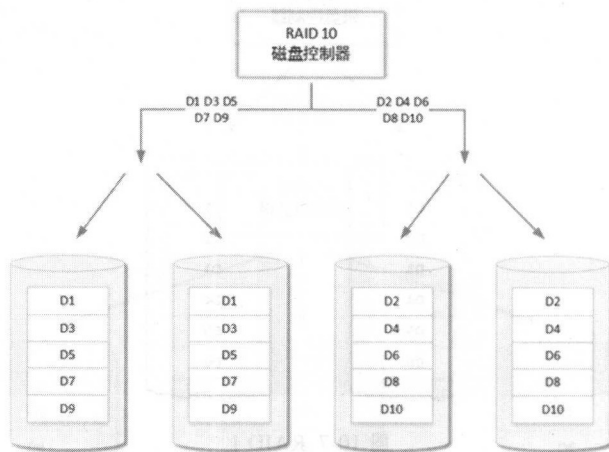 RAID 10
磁盘控制器
D1 D3 D5
D7 D9
D2 D4 D6
D8 D10
D1
D3
D5
D7
D9
D1
D3
D5
D7
D9
D2
D4
D6
D8
D10
D2
D4
D6
D8
D10